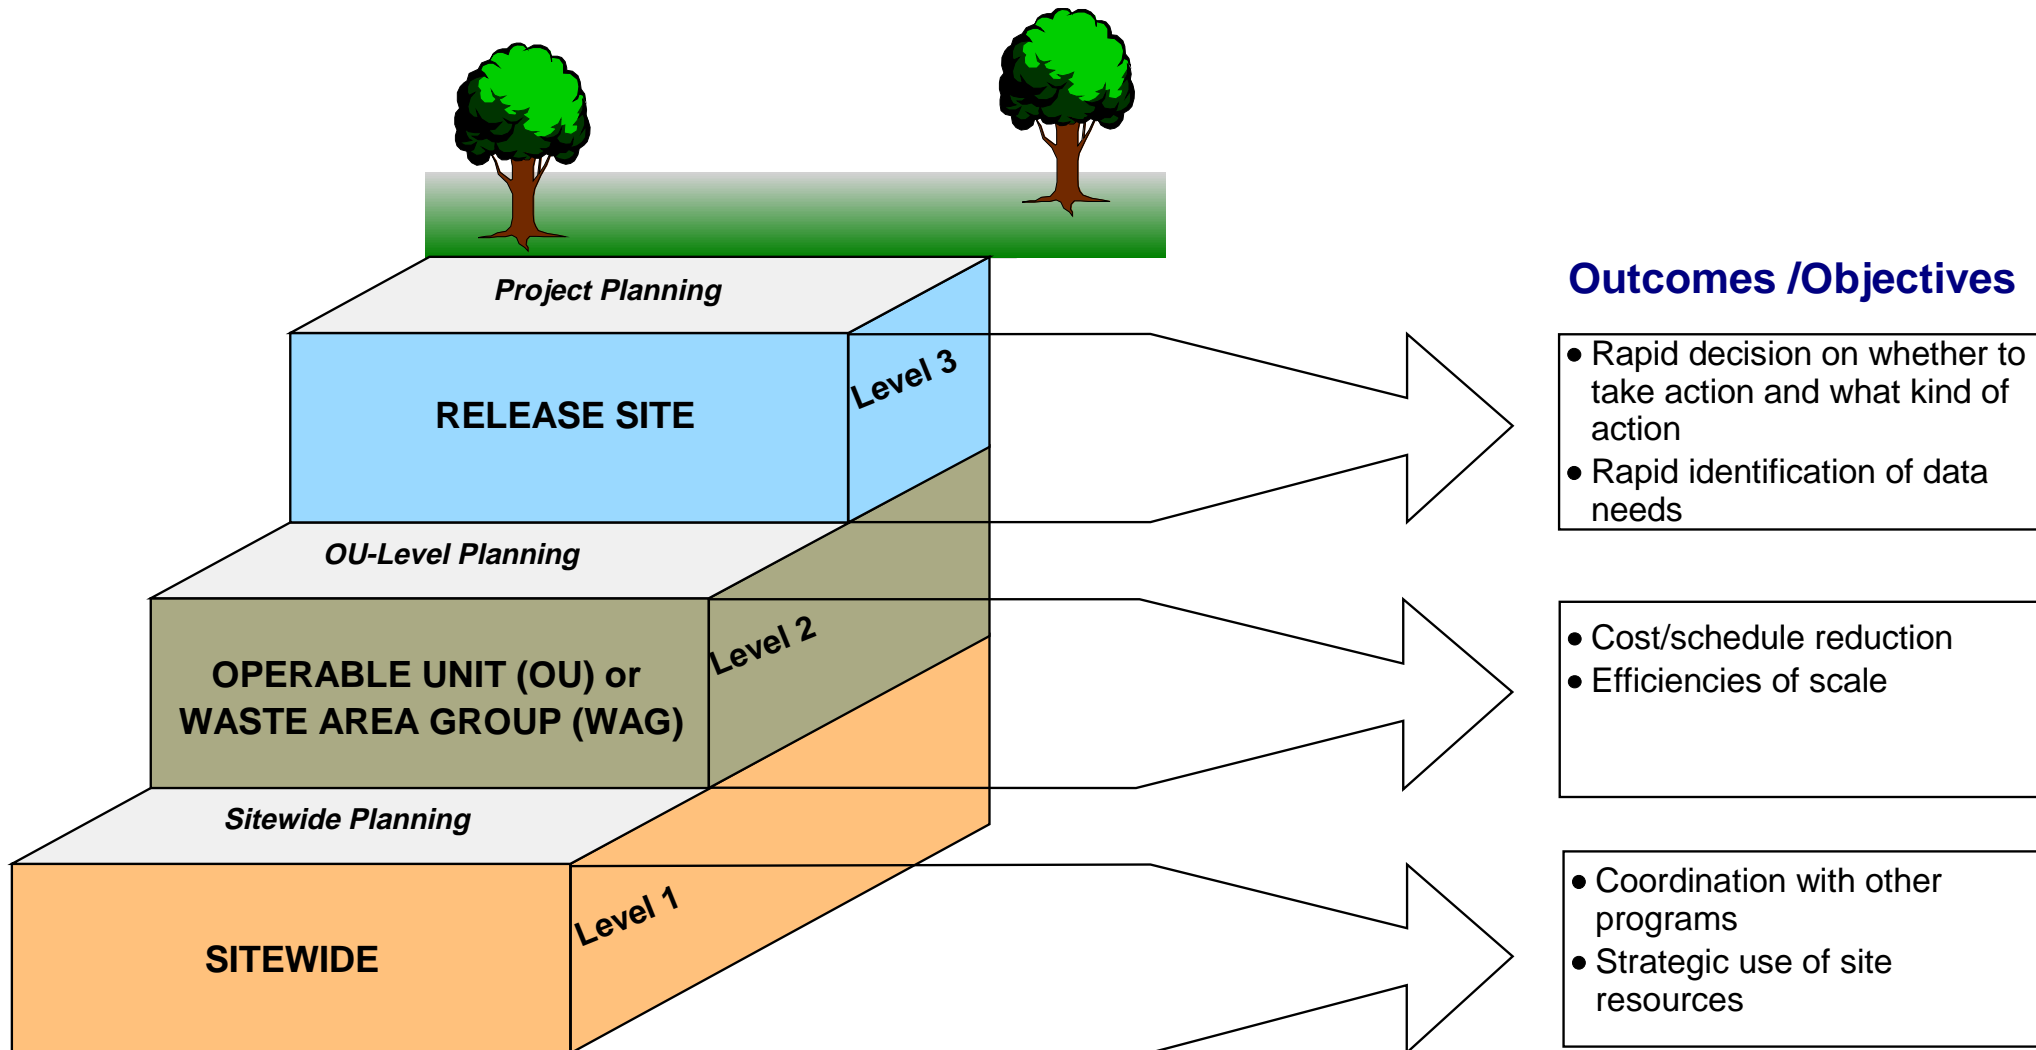 Project Planning
RELEASE SITE
Level 3
OU-Level Planning
OPERABLE UNIT (OU) or
WASTE AREA GROUP (WAG)
Level 2
Sitewide Planning
SITEWIDE
Level 1
Outcomes /Objectives
• Rapid decision on whether to
take action and what kind of
action
• Rapid identification of data
needs
• Cost/schedule reduction
• Efficiencies of scale
• Coordination with other
programs
• Strategic use of site
resources